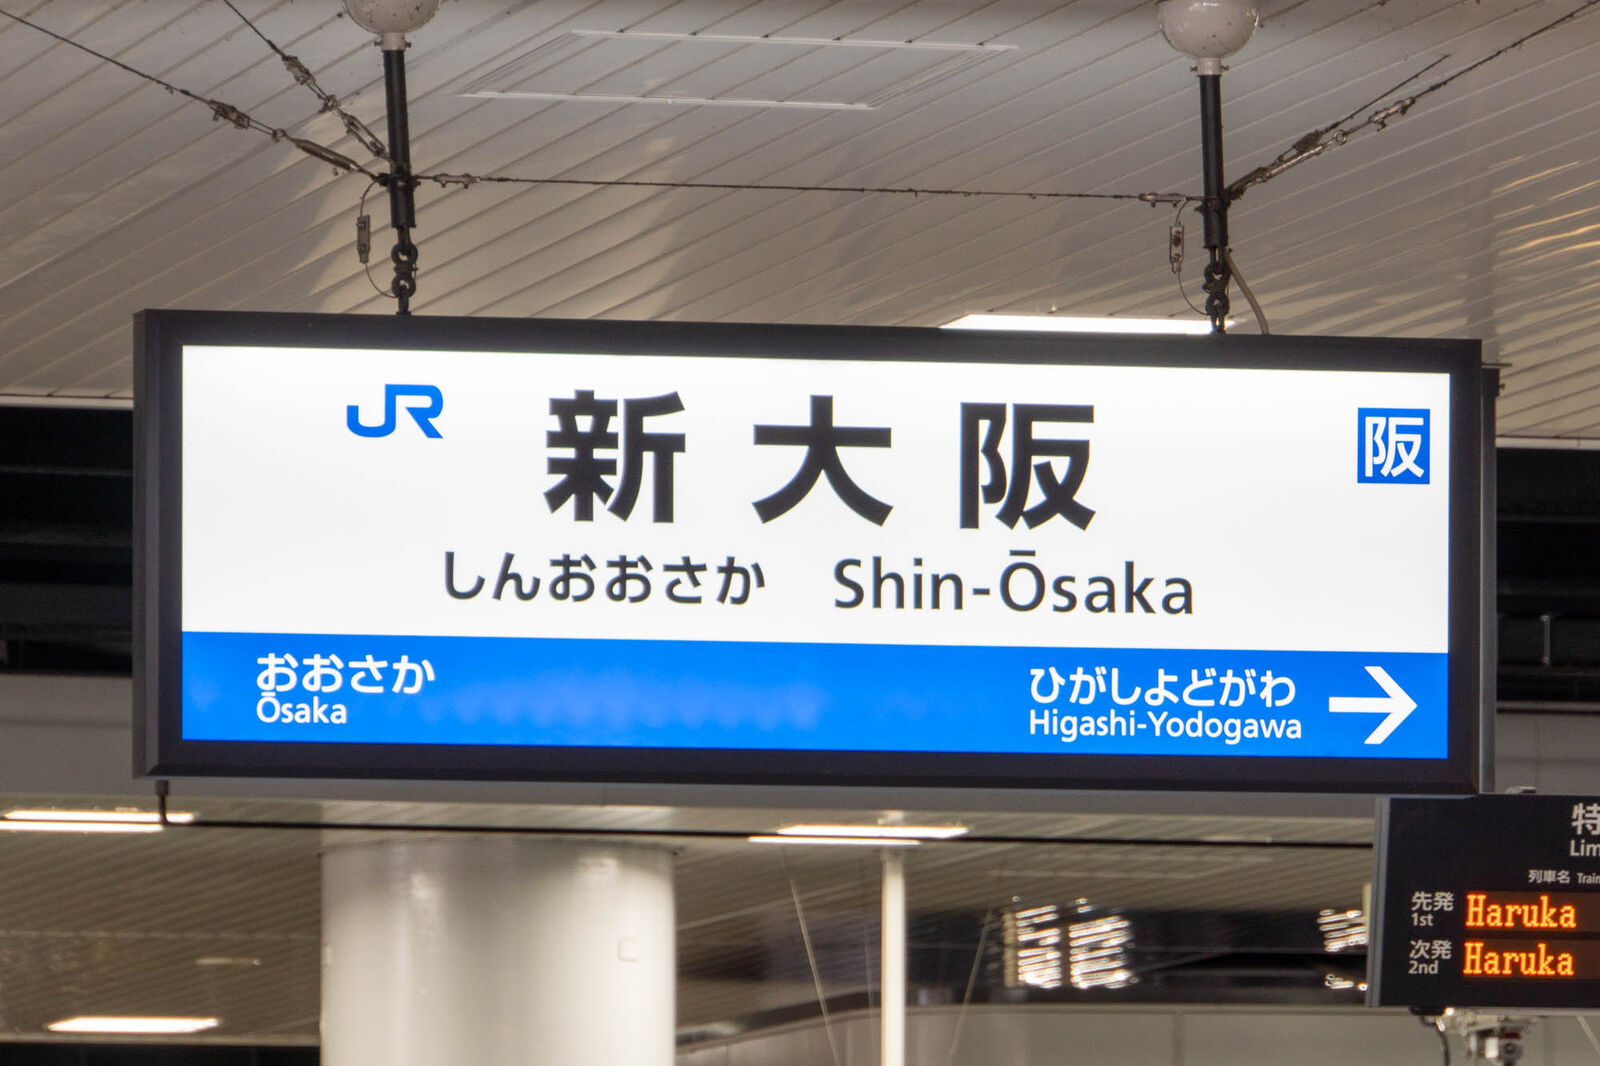 JR 新大阪 阪
しんおおさか Shin-Ōsaka
おおさか ひがしよどがわ →
Ōsaka Higashi-Yodogawa
特
Lim
列車名 Train
先発 Haruka
1st
次発 Haruka
2nd